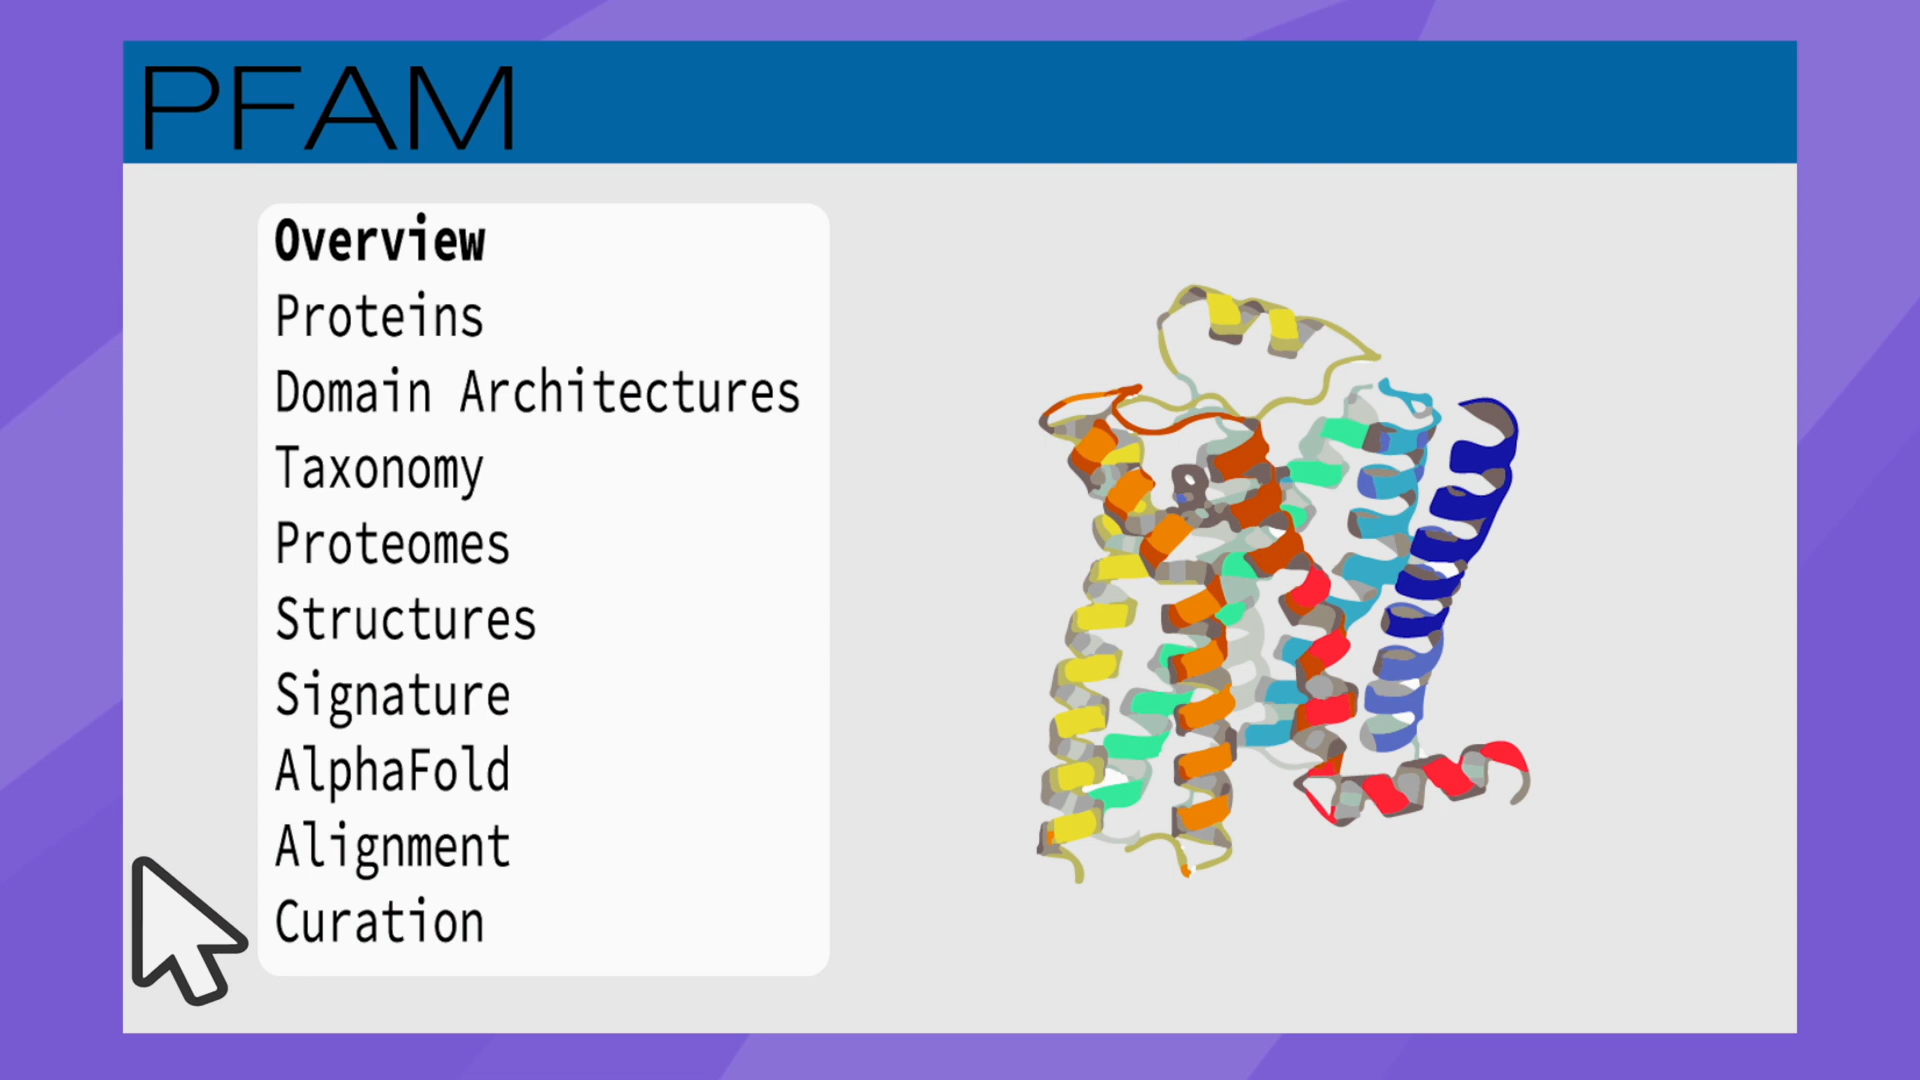 PFAM
Overview
Proteins
Domain Architectures
Taxonomy
Proteomes
Structures
Signature
AlphaFold
Alignment
Curation